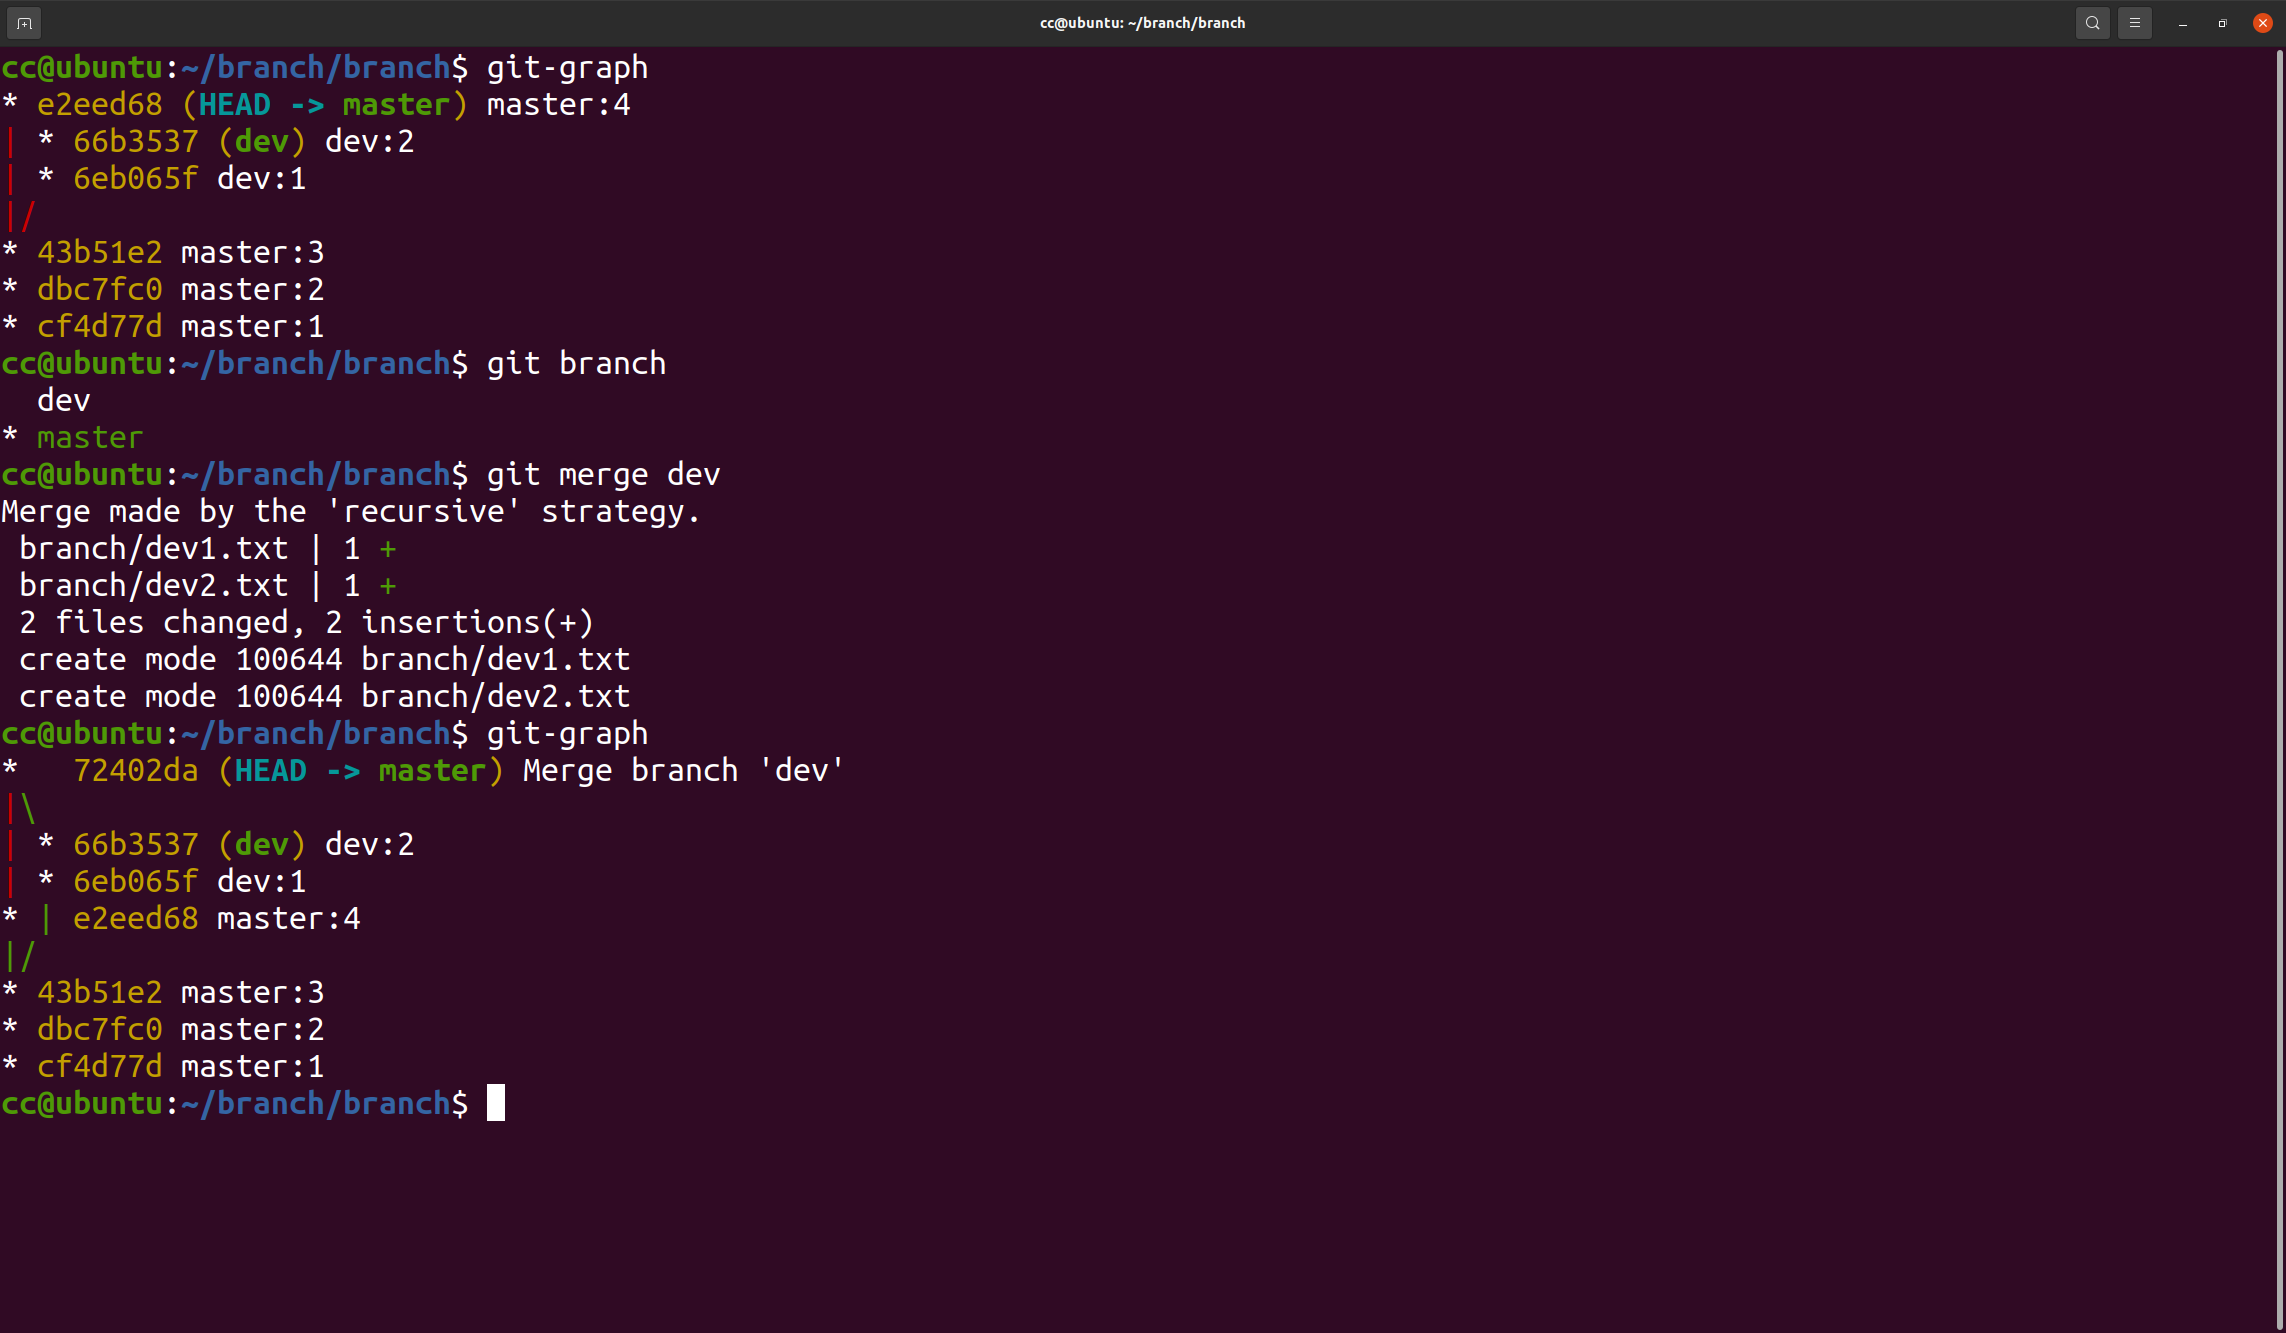 cc@ubuntu: ~/branch/branch
cc@ubuntu:~/branch/branch$ git-graph
* e2eed68 (HEAD -> master) master:4
| * 66b3537 (dev) dev:2
| * 6eb065f dev:1
|/
* 43b51e2 master:3
* dbc7fc0 master:2
* cf4d77d master:1
cc@ubuntu:~/branch/branch$ git branch
  dev
* master
cc@ubuntu:~/branch/branch$ git merge dev
Merge made by the 'recursive' strategy.
 branch/dev1.txt | 1 +
 branch/dev2.txt | 1 +
 2 files changed, 2 insertions(+)
 create mode 100644 branch/dev1.txt
 create mode 100644 branch/dev2.txt
cc@ubuntu:~/branch/branch$ git-graph
*   72402da (HEAD -> master) Merge branch 'dev'
|\
| * 66b3537 (dev) dev:2
| * 6eb065f dev:1
* | e2eed68 master:4
|/
* 43b51e2 master:3
* dbc7fc0 master:2
* cf4d77d master:1
cc@ubuntu:~/branch/branch$